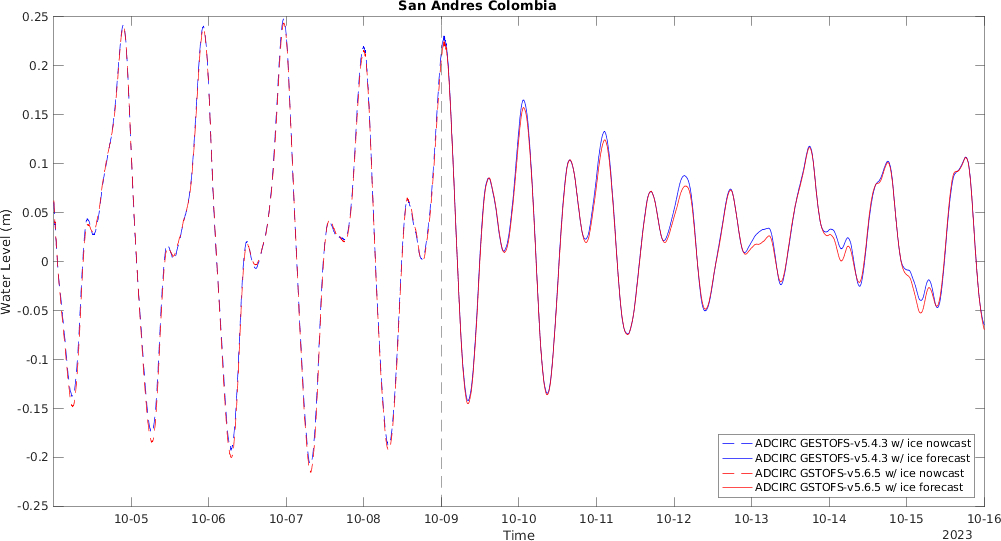 San Andres Colombia
0.25
0.2
0.15
0.1
0.05
0
-0.05
-0.1
-0.15
-0.2
-0.25
Water Level (m)
ADCIRC GESTOFS-v5.4.3 w/ ice nowcast
ADCIRC GESTOFS-v5.4.3 w/ ice forecast
ADCIRC GSTOFS-v5.6.5 w/ ice nowcast
ADCIRC GSTOFS-v5.6.5 w/ ice forecast
10-05 10-06 10-07 10-08 10-09 10-10 10-11 10-12 10-13 10-14 10-15 10-16
Time 2023